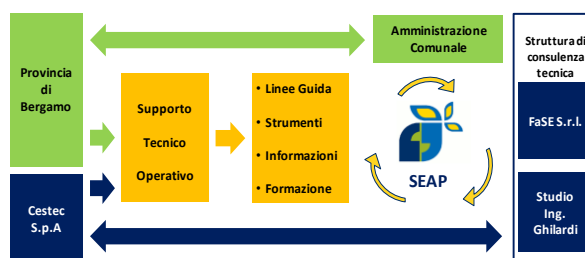 Provincia
di
Bergamo
Cestec
S.p.A
Supporto
Tecnico
Operativo
• Linee Guida
• Strumenti
• Informazioni
• Formazione
Amministrazione
Comunale
SEAP
Struttura di
consulenza
tecnica
FaSE S.r.l.
Studio
Ing.
Ghilardi